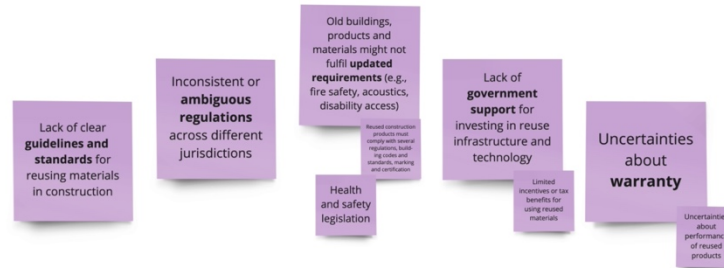 Lack of clear
guidelines and
standards for
reusing materials
in construction
Inconsistent or
ambiguous
regulations
across different
jurisdictions
Old buildings,
products and
materials might not
fulfil updated
requirements (e.g.,
fire safety, acoustics,
disability access)
Reused construction
products must
comply with several
regulations, build-
ing codes and
standards, marking
and certification
Health
and safety
legislation
Lack of
government
support for
investing in reuse
infrastructure and
technology
Limited
incentives or tax
benefits for
using reused
materials
Uncertainties
about
warranty
Uncertainties
about
performance
of reused
products